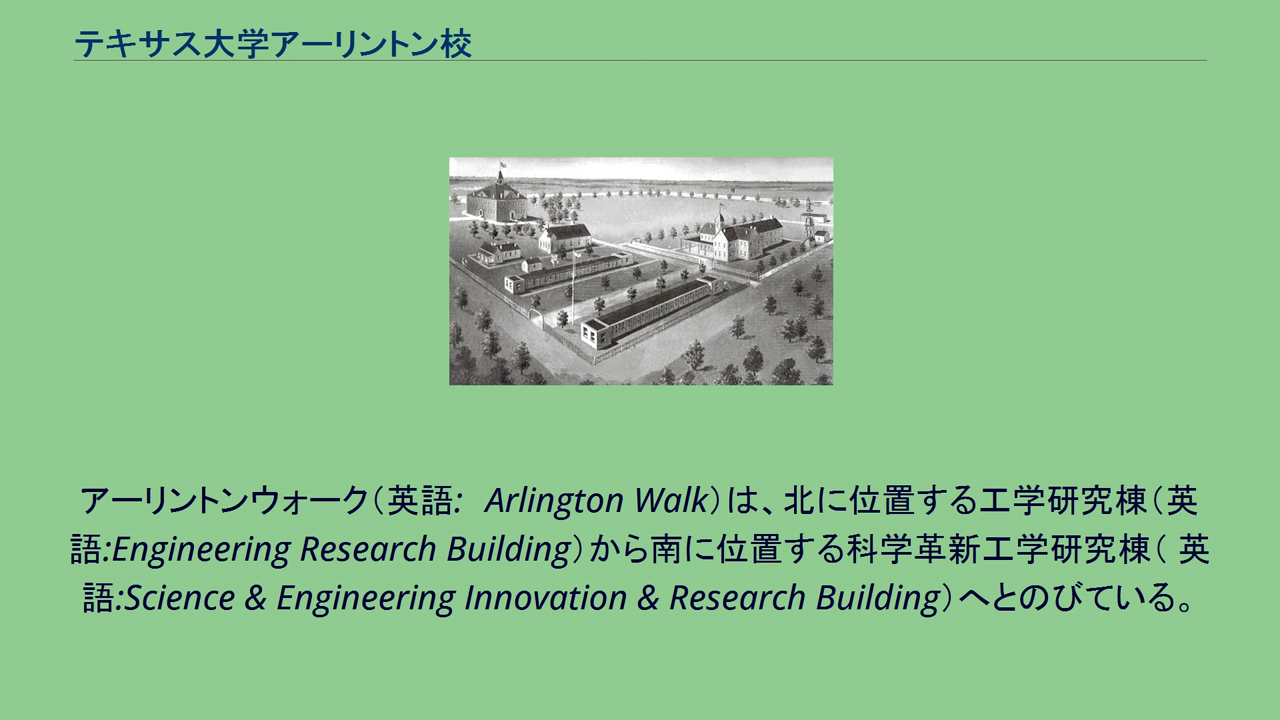 テキサス大学アーリントン校
アーリントンウォーク（英語: Arlington Walk）は、北に位置する工学研究棟（英
語:Engineering Research Building）から南に位置する科学革新工学研究棟（ 英
語:Science & Engineering Innovation & Research Building）へとのびている。